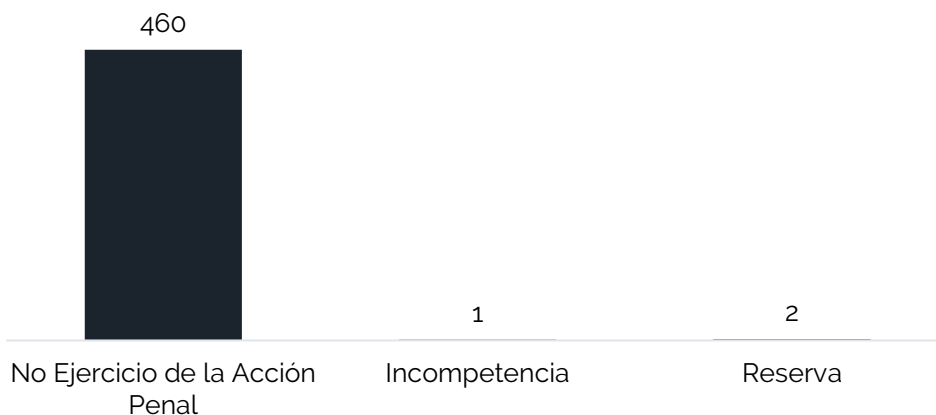 460
1
2
No Ejercicio de la Acción
Penal
Incompetencia
Reserva